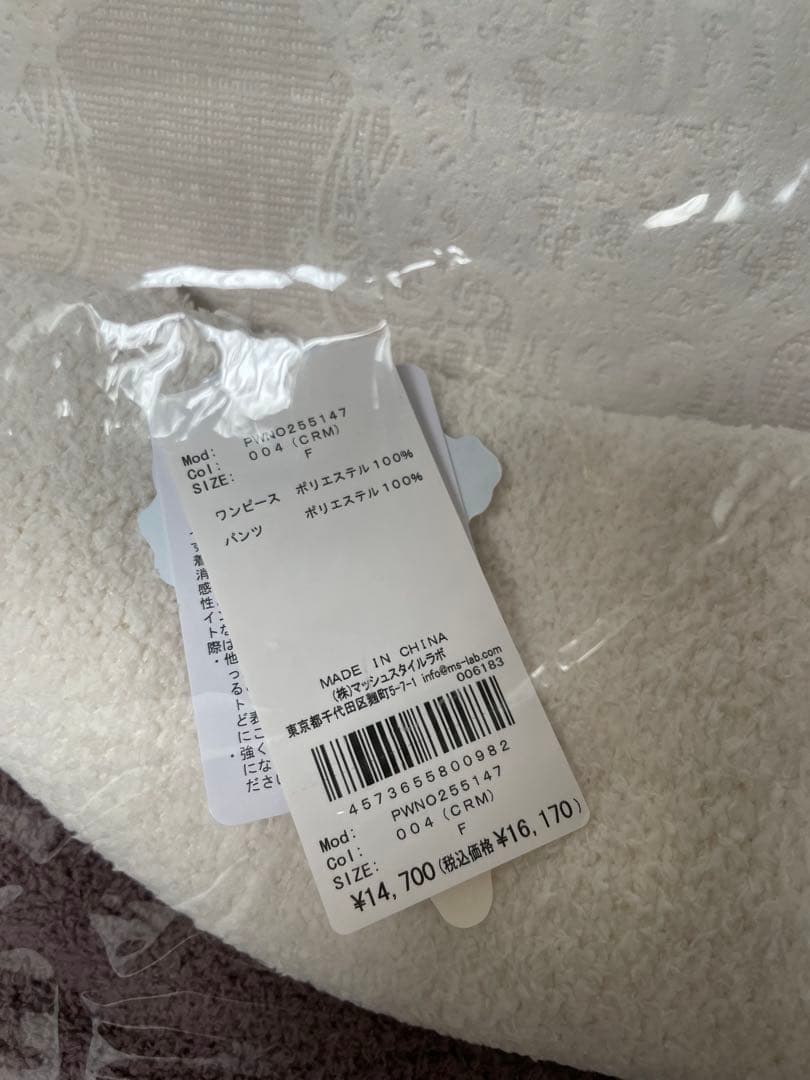 Mod: PWNO255147
Col: 004(CRM)
SIZE: F
ワンピース ポリエステル100%
パンツ ポリエステル100%
MADE IN CHINA
(株)マッシュスタイルラボ
東京都千代田区麹町5-7-1 info@ms-lab.com
006183
4573655800982
Mod: PWNO255147
Col: 004(CRM)
SIZE: F
¥14,700(税込価格¥16,170)